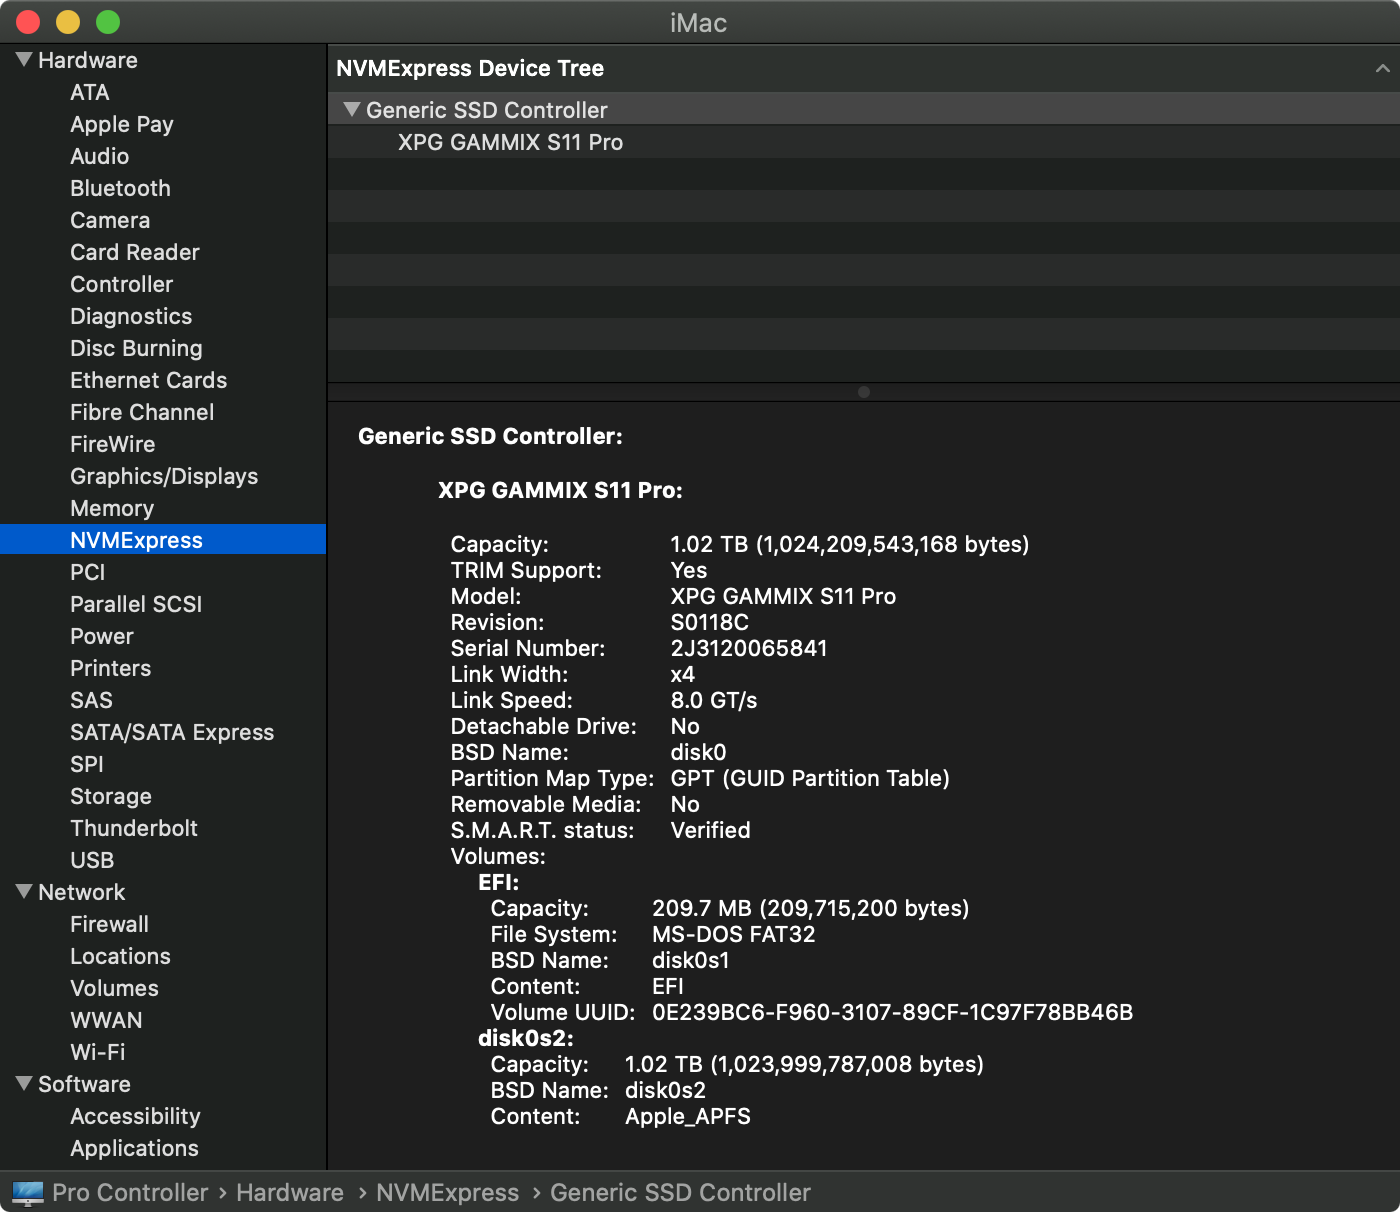 iMac
Hardware
ATA
Apple Pay
Audio
Bluetooth
Camera
Card Reader
Controller
Diagnostics
Disc Burning
Ethernet Cards
Fibre Channel
FireWire
Graphics/Displays
Memory
NVMExpress
PCI
Parallel SCSI
Power
Printers
SAS
SATA/SATA Express
SPI
Storage
Thunderbolt
USB
Network
Firewall
Locations
Volumes
WWAN
Wi-Fi
Software
Accessibility
Applications
NVMExpress Device Tree
Generic SSD Controller
XPG GAMMIX S11 Pro
Generic SSD Controller:
XPG GAMMIX S11 Pro:
Capacity: 1.02 TB (1,024,209,543,168 bytes)
TRIM Support: Yes
Model: XPG GAMMIX S11 Pro
Revision: S0118C
Serial Number: 2J3120065841
Link Width: x4
Link Speed: 8.0 GT/s
Detachable Drive: No
BSD Name: disk0
Partition Map Type: GPT (GUID Partition Table)
Removable Media: No
S.M.A.R.T. status: Verified
Volumes:
EFI:
Capacity: 209.7 MB (209,715,200 bytes)
File System: MS-DOS FAT32
BSD Name: disk0s1
Content: EFI
Volume UUID: 0E239BC6-F960-3107-89CF-1C97F78BB46B
disk0s2:
Capacity: 1.02 TB (1,023,999,787,008 bytes)
BSD Name: disk0s2
Content: Apple_APFS
Pro Controller › Hardware › NVMExpress › Generic SSD Controller